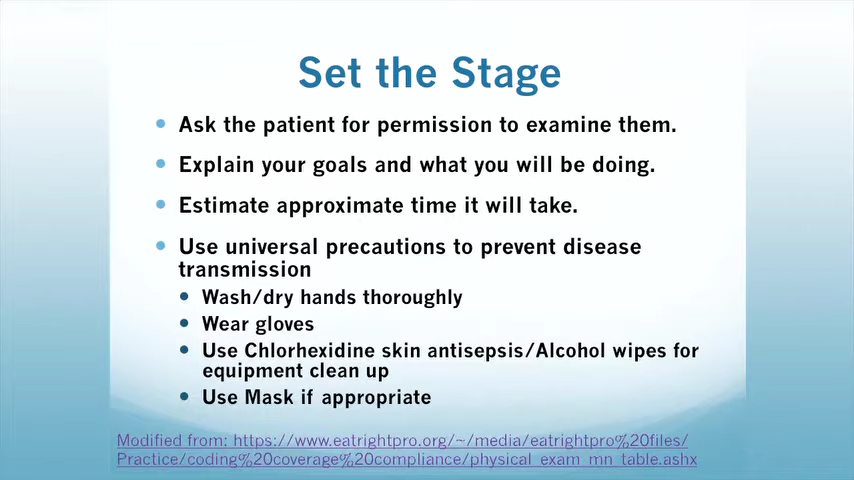 Set the Stage
Ask the patient for permission to examine them.
Explain your goals and what you will be doing.
Estimate approximate time it will take.
Use universal precautions to prevent disease
transmission
Wash/dry hands thoroughly
Wear gloves
Use Chlorhexidine skin antisepsis/Alcohol wipes for
equipment clean up
Use Mask if appropriate
Modified from: https://www.eatrightpro.org/~/media/eatrightpro%20files/
Practice/coding%20coverage%20compliance/physical_exam_mn_table.ashx